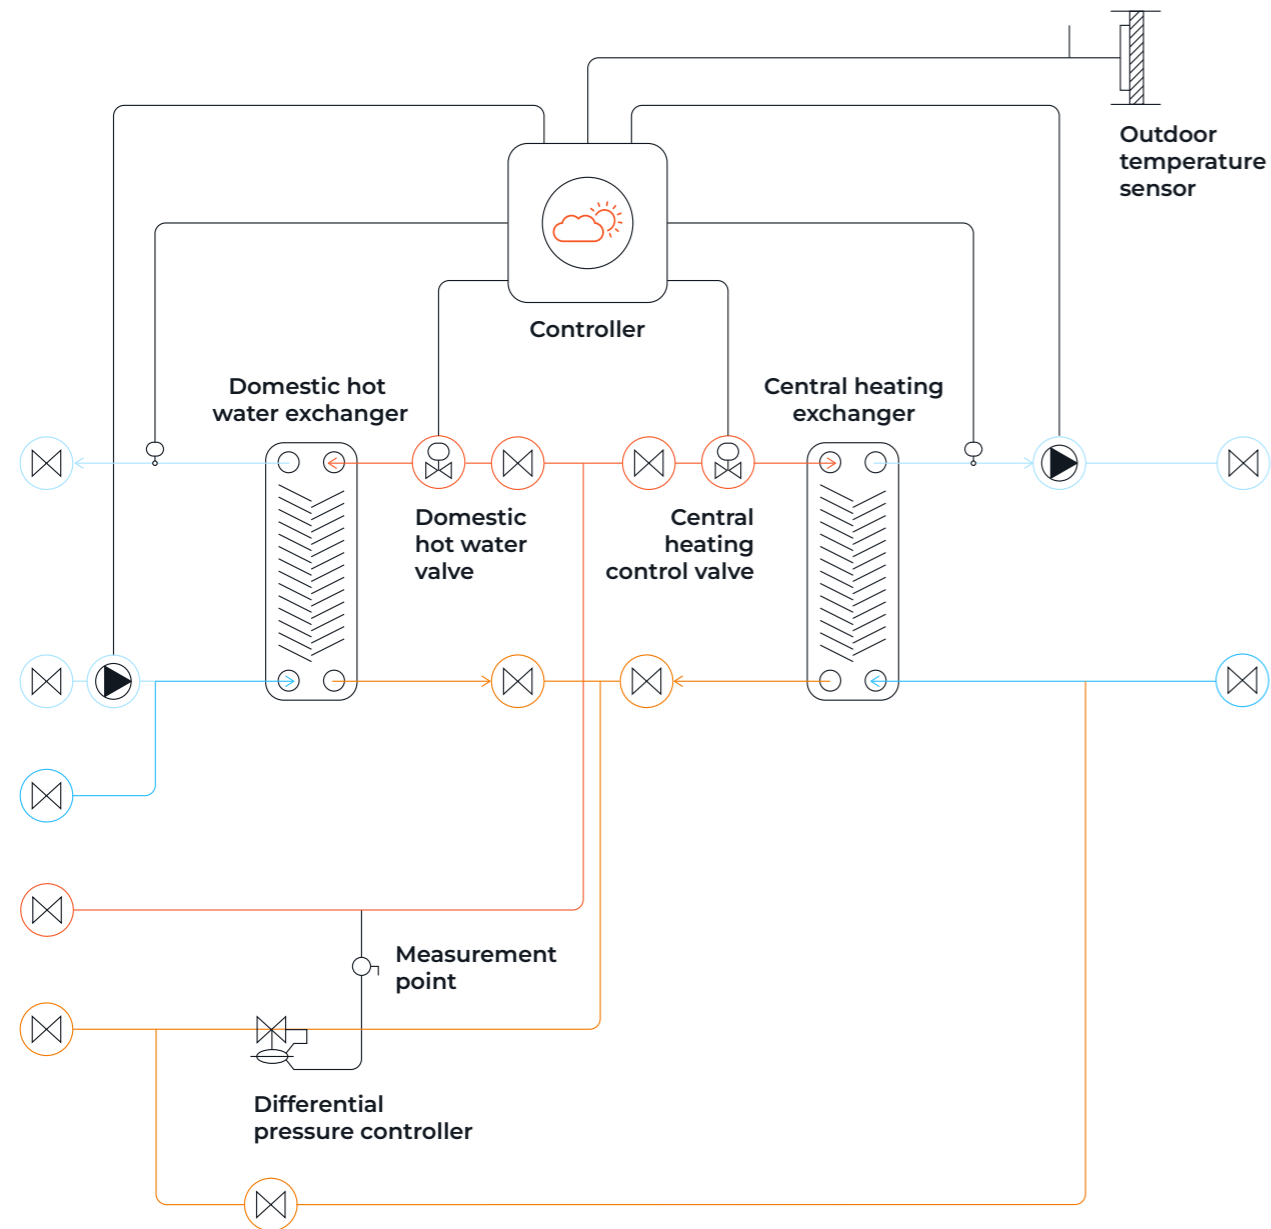 Outdoor
temperature
sensor
Controller
Domestic hot
water exchanger
Central heating
exchanger
Domestic
hot water
valve
Central
heating
control valve
Measurement
point
Differential
pressure controller